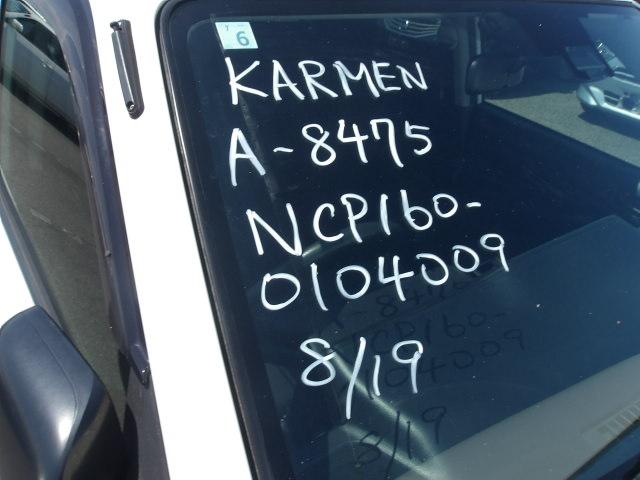 6
KARMEN
A-8475
NCP160-
0104009
8/19